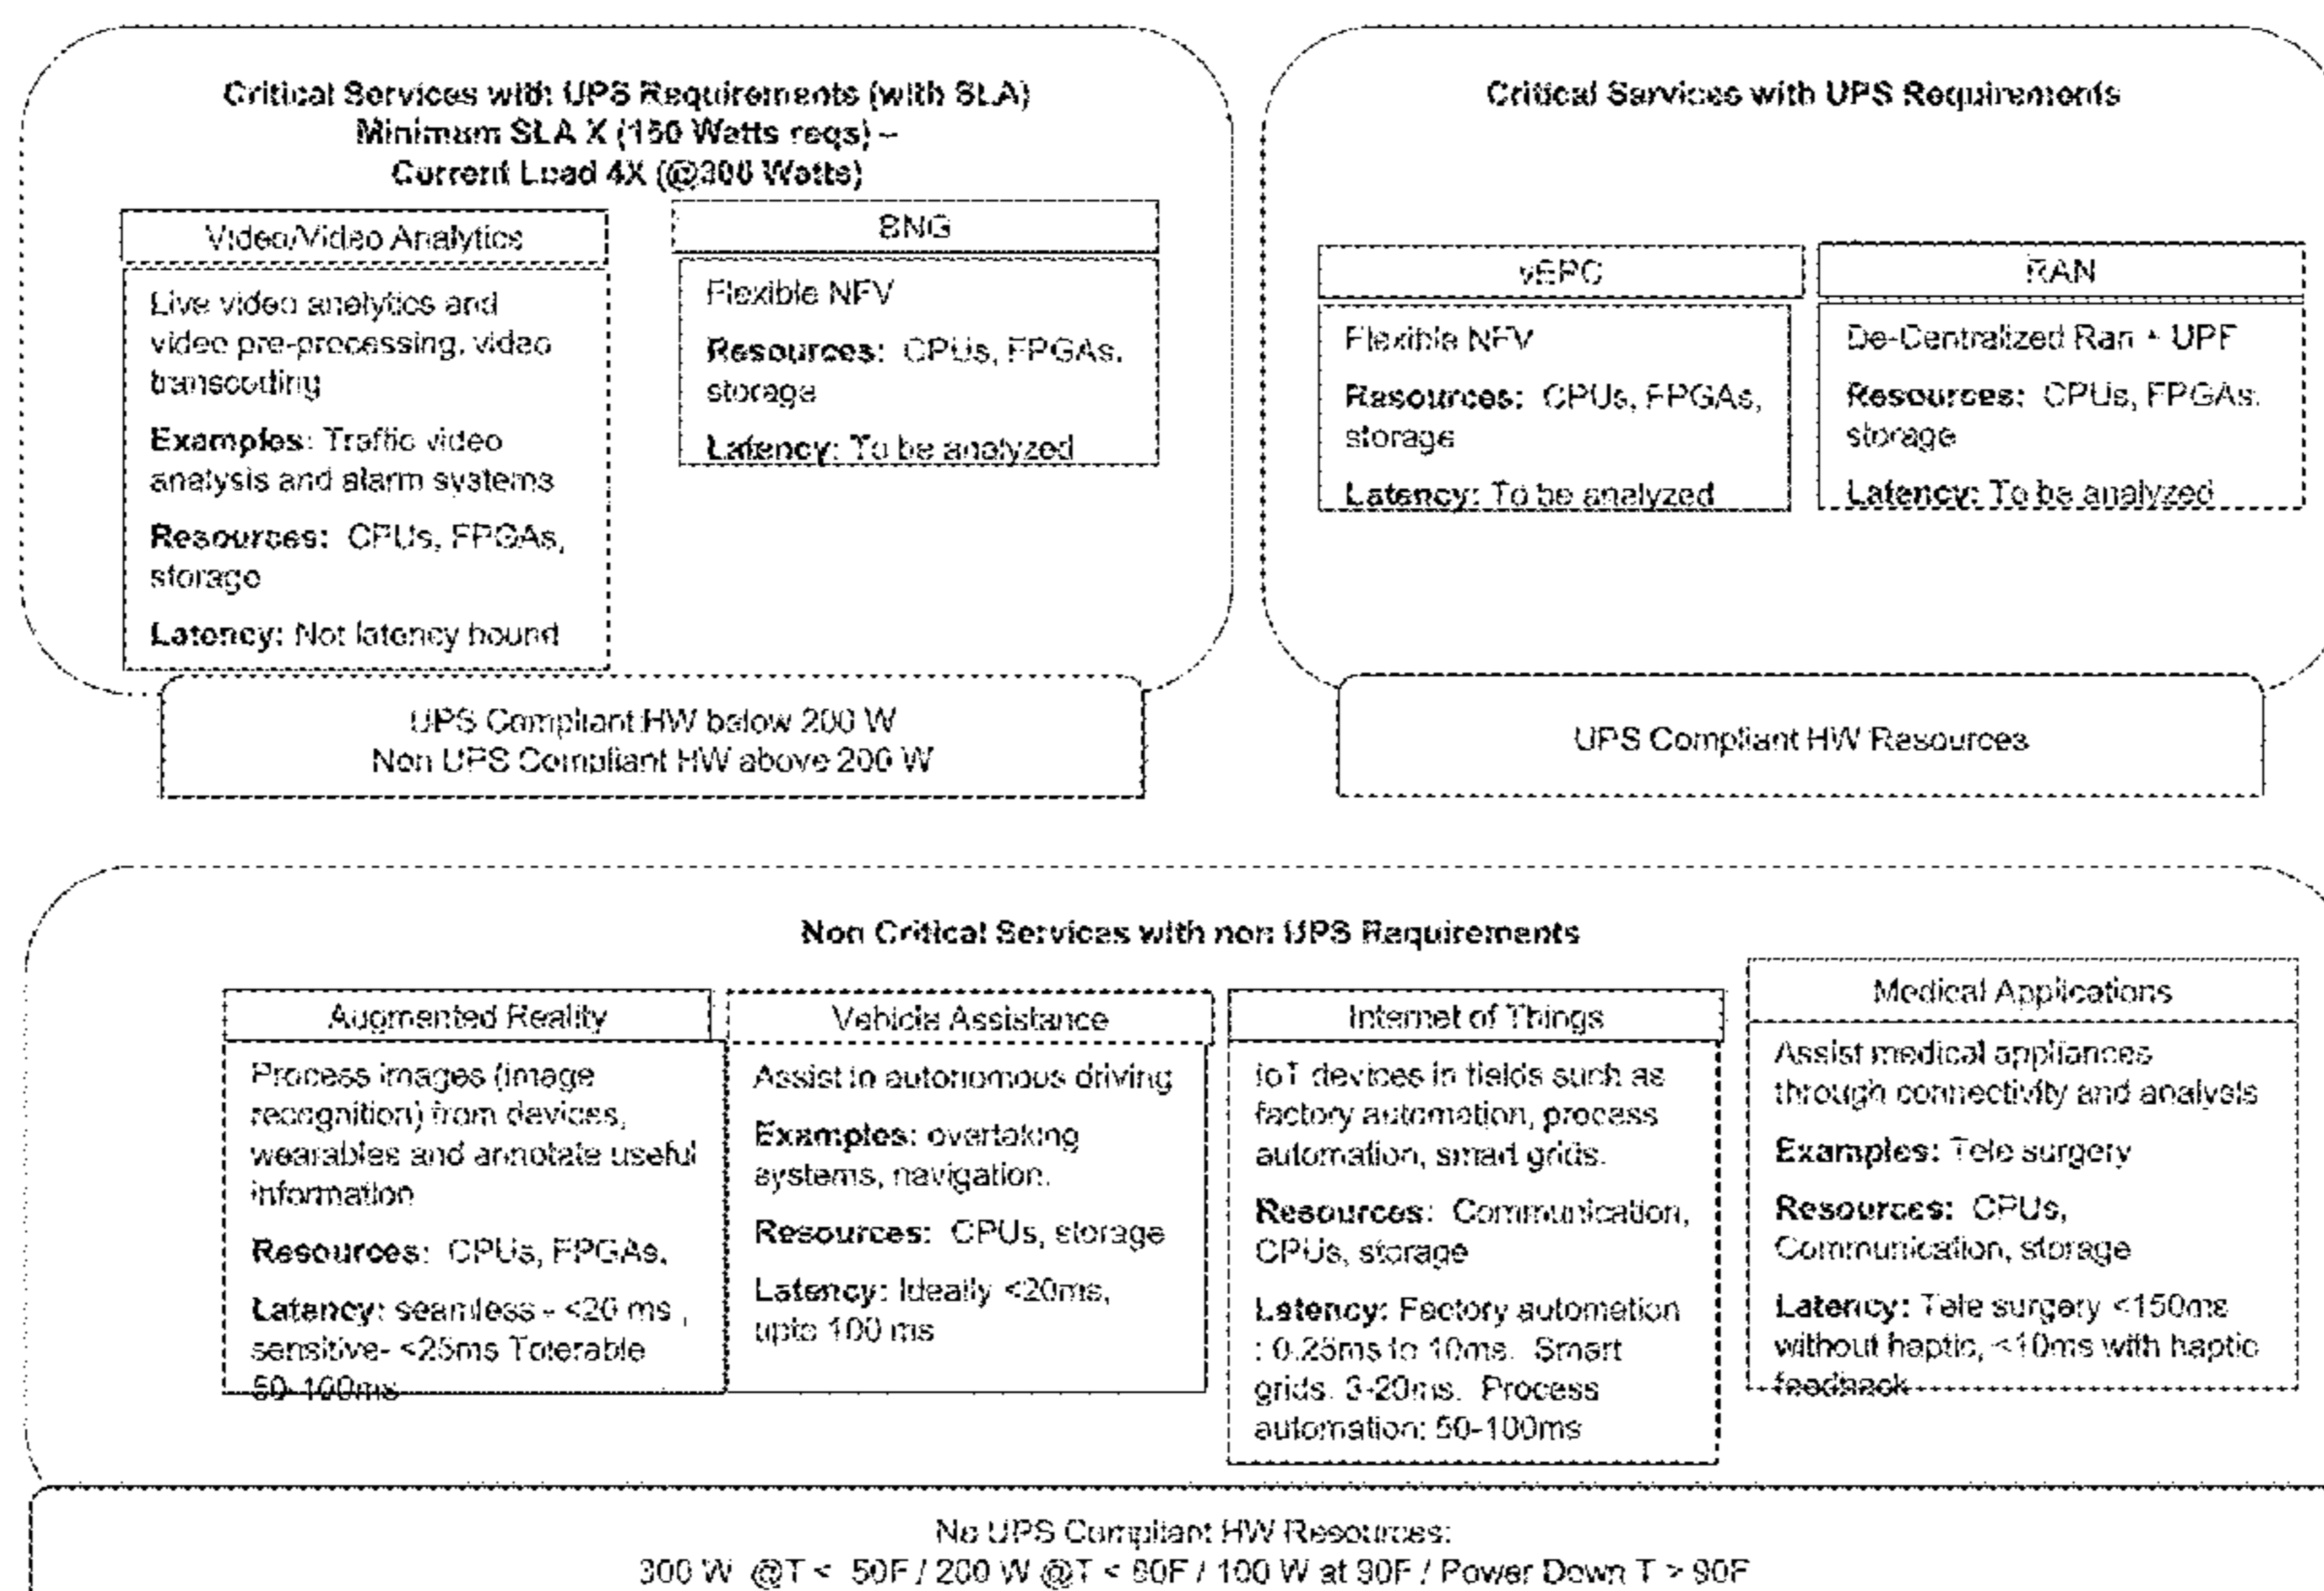 Critical Services with UPS Requirements (with SLA)
Minimum SLA X (150 Watts reqs) –
Current Load 4X (@300 Watts)
Video/Video Analytics
Live video analytics and
video pre-processing, video
transcoding
Examples: Traffic video
analysis and alarm systems
Resources: CPUs, FPGAs,
storage
Latency: Not latency bound
BNG
Flexible NFV
Resources: CPUs, FPGAs,
storage
Latency: To be analyzed
UPS Compliant HW below 200 W
Non UPS Compliant HW above 200 W
Critical Services with UPS Requirements
vEPC
Flexible NFV
Resources: CPUs, FPGAs,
storage
Latency: To be analyzed
RAN
De-Centralized Ran + UPF
Resources: CPUs, FPGAs,
storage
Latency: To be analyzed
UPS Compliant HW Resources
Non Critical Services with non UPS Requirements
Augmented Reality
Process images (image
recognition) from devices,
wearables and annotate useful
information
Resources: CPUs, FPGAs,
Latency: seamless - <20 ms ,
sensitive- <25ms Tolerable
50-100ms
Vehicle Assistance
Assist in autonomous driving
Examples: overtaking
systems, navigation.
Resources: CPUs, storage
Latency: Ideally <20ms,
upto 100 ms
Internet of Things
IoT devices in fields such as
factory automation, process
automation, smart grids.
Resources: Communication,
CPUs, storage
Latency: Factory automation
: 0.25ms to 10ms. Smart
grids. 3-20ms. Process
automation: 50-100ms
Medical Applications
Assist medical appliances
through connectivity and analysis
Examples: Tele surgery
Resources: CPUs,
Communication, storage
Latency: Tele surgery <150ms
without haptic, <10ms with haptic
feedback
No UPS Compliant HW Resources:
300 W @T < 50F / 200 W @T < 80F / 100 W at 90F / Power Down T > 90F